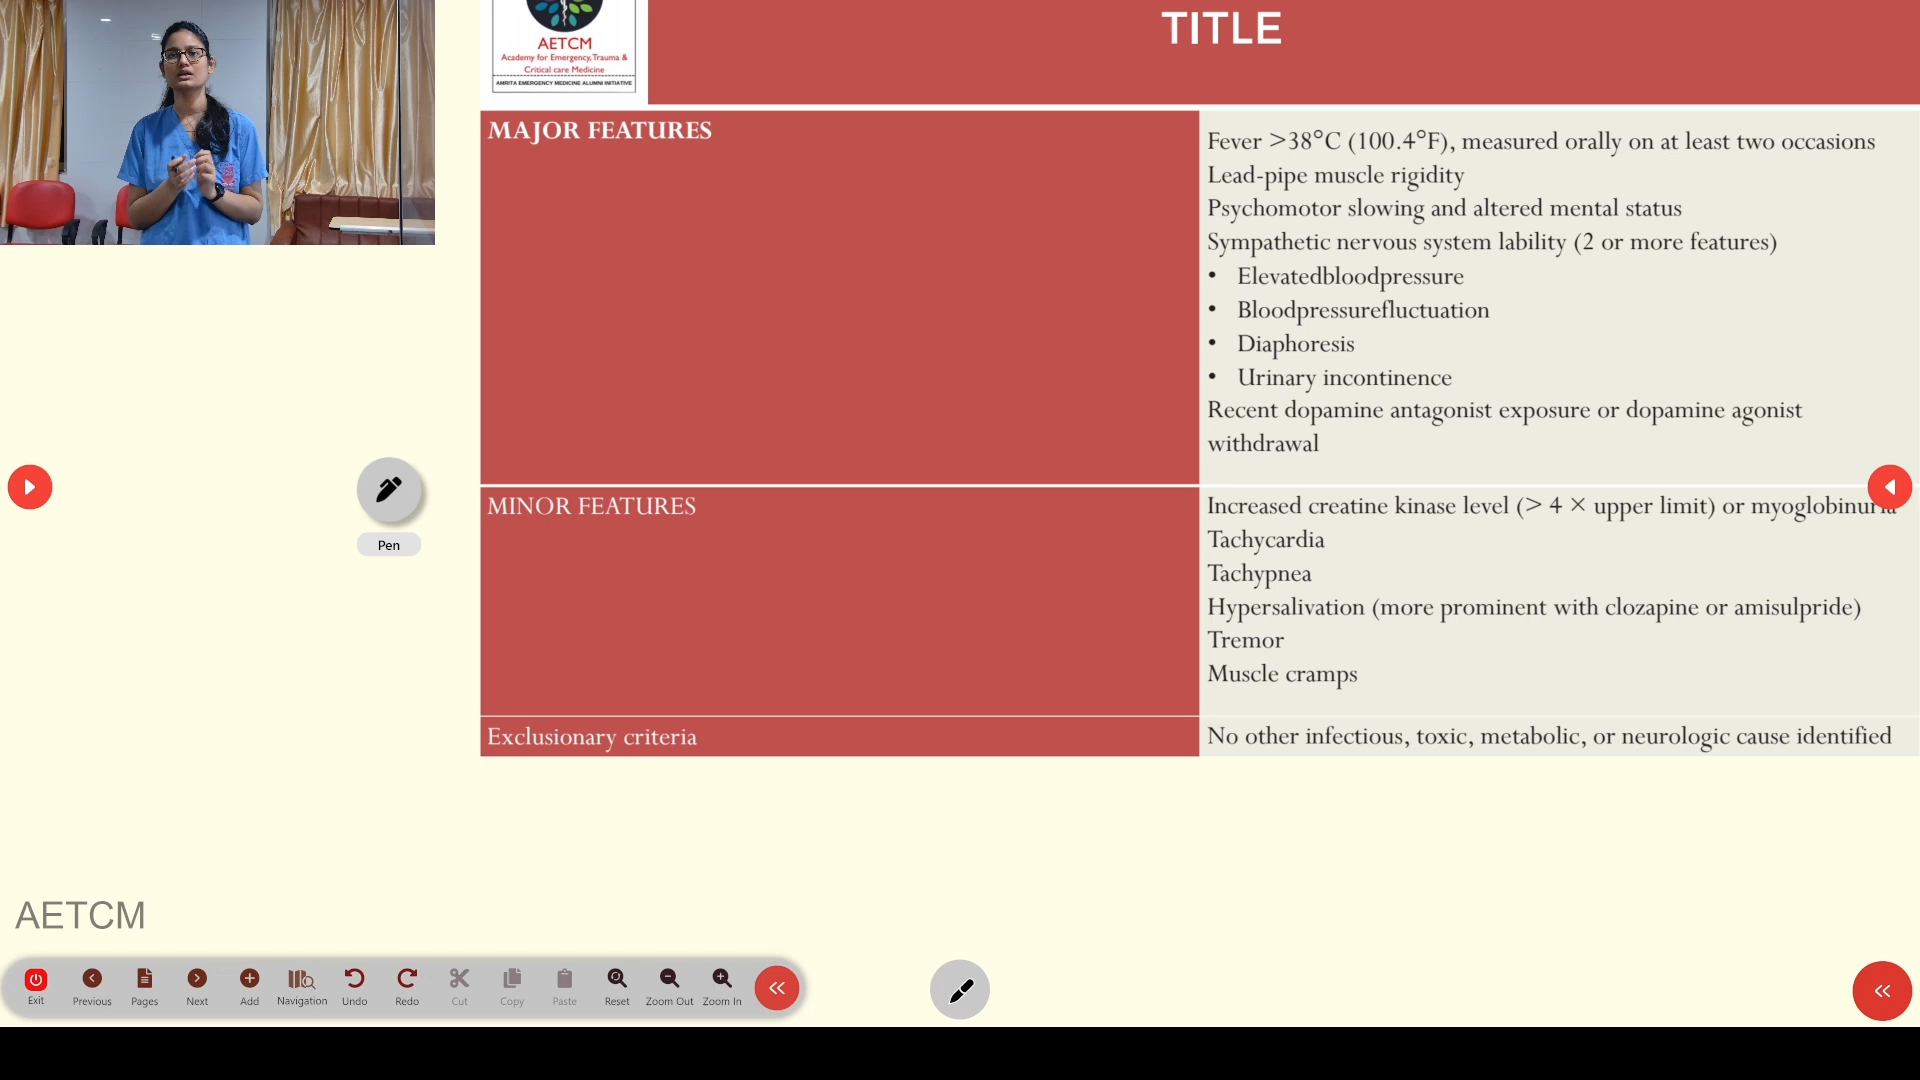 TITLE
AETCM
Academy for Emergency, Trauma &
Critical care Medicine
AMRITA EMERGENCY MEDICINE ALUMNI INITIATIVE
MAJOR FEATURES
Fever >38°C (100.4°F), measured orally on at least two occasions
Lead-pipe muscle rigidity
Psychomotor slowing and altered mental status
Sympathetic nervous system lability (2 or more features)
• Elevatedbloodpressure
• Bloodpressurefluctuation
• Diaphoresis
• Urinary incontinence
Recent dopamine antagonist exposure or dopamine agonist
withdrawal
MINOR FEATURES
Increased creatine kinase level (> 4 × upper limit) or myoglobinuria
Tachycardia
Tachypnea
Hypersalivation (more prominent with clozapine or amisulpride)
Tremor
Muscle cramps
Exclusionary criteria
No other infectious, toxic, metabolic, or neurologic cause identified
Pen
AETCM
Exit
Previous
Pages
Next
Add
Navigation
Undo
Redo
Cut
Copy
Paste
Reset
Zoom Out
Zoom In